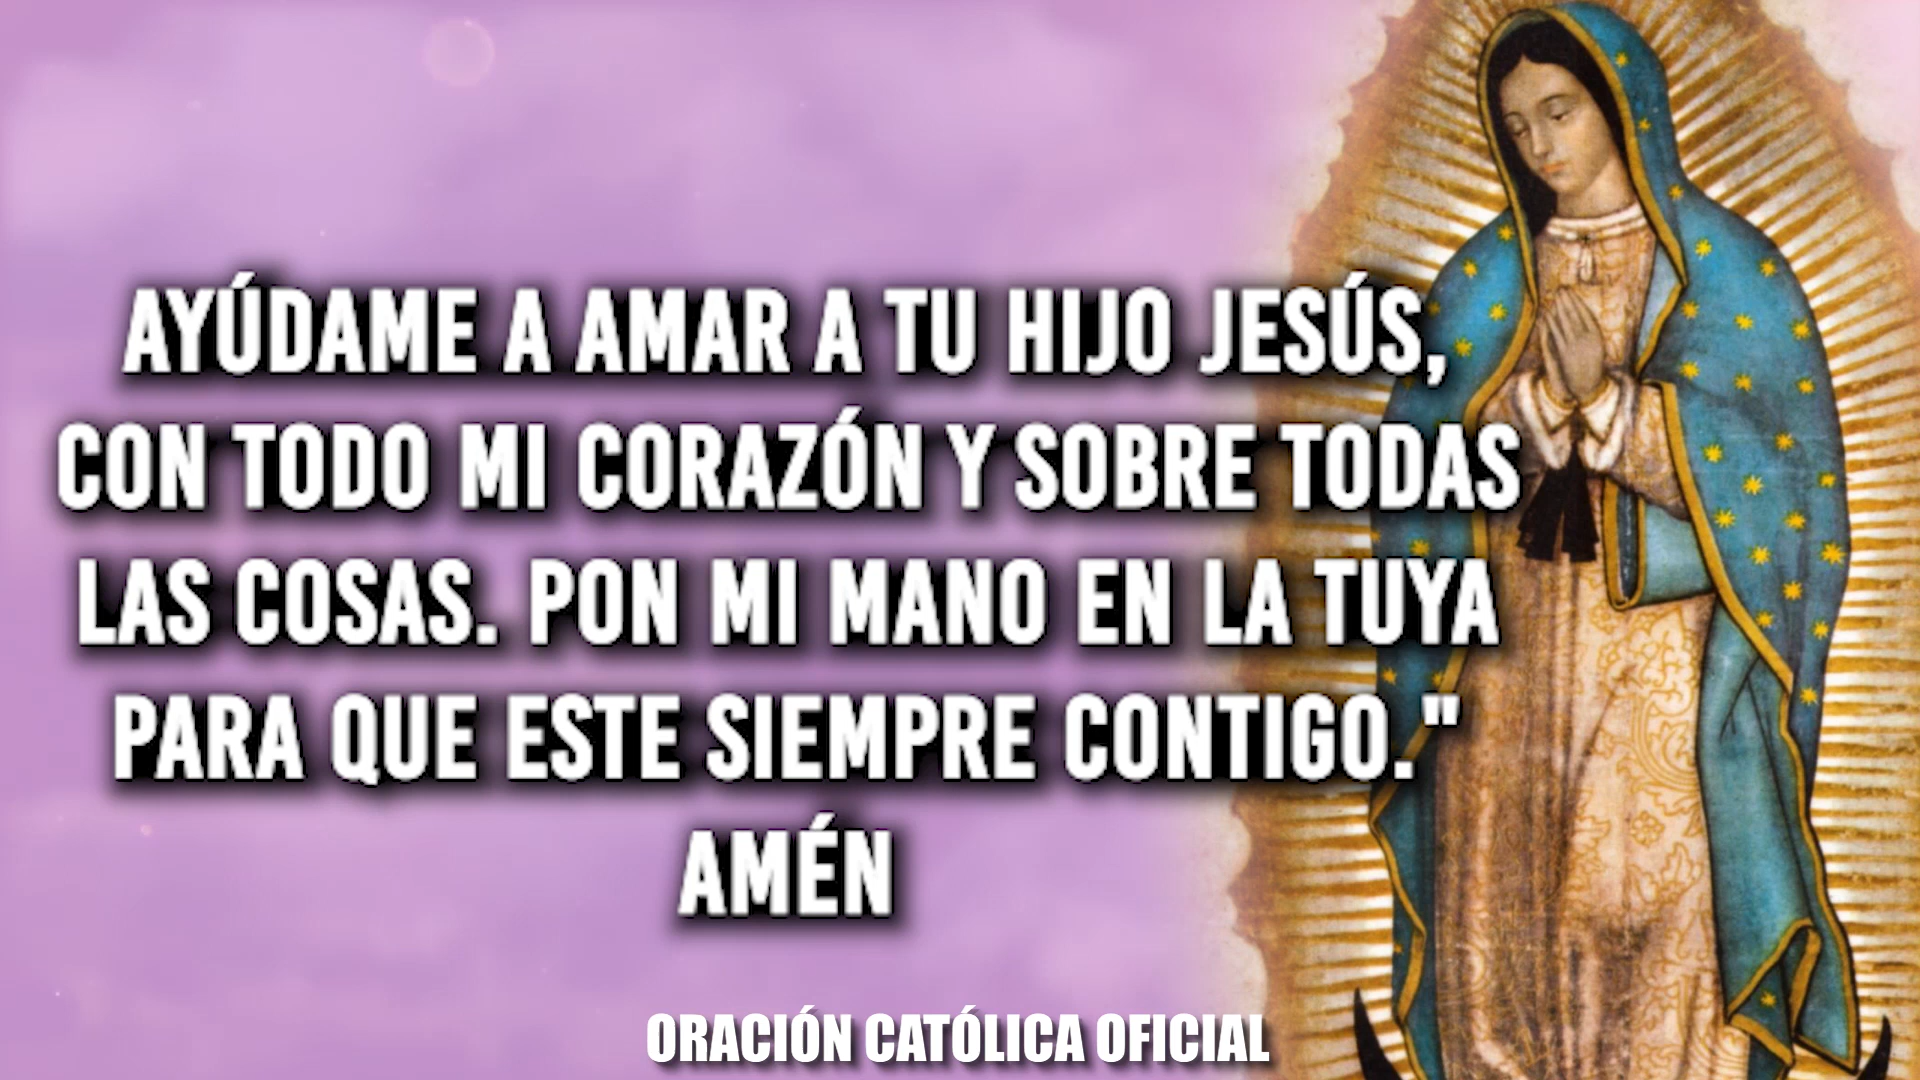 AYÚDAME A AMAR A TU HIJO JESÚS,
CON TODO MI CORAZÓN Y SOBRE TODAS
LAS COSAS. PON MI MANO EN LA TUYA
PARA QUE ESTE SIEMPRE CONTIGO."
AMÉN
ORACIÓN CATÓLICA OFICIAL